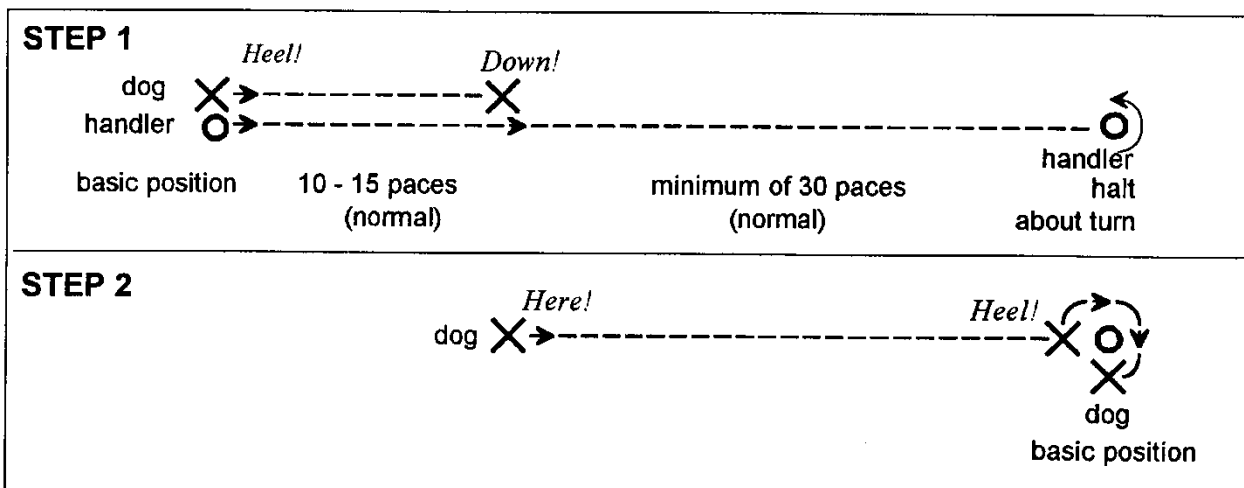 STEP 1
Heel!
Down!
dog
handler
basic position
10 - 15 paces
(normal)
minimum of 30 paces
(normal)
handler
halt
about turn
STEP 2
Here!
Heel!
dog
dog
basic position